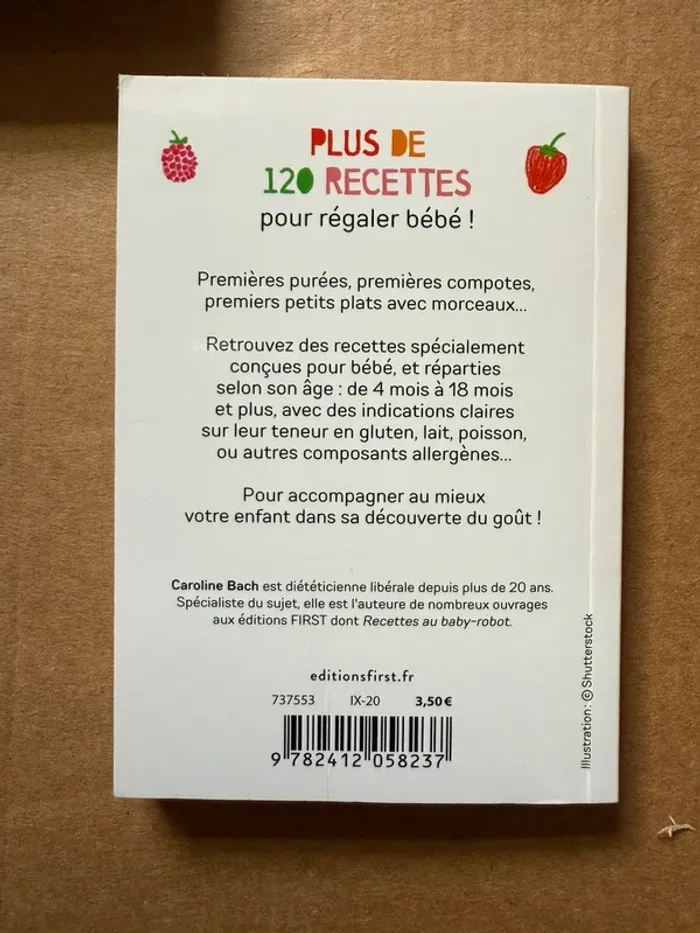 PLUS DE
120 RECETTES
pour régaler bébé !
Premières purées, premières compotes,
premiers petits plats avec morceaux...
Retrouvez des recettes spécialement
conçues pour bébé, et réparties
selon son âge : de 4 mois à 18 mois
et plus, avec des indications claires
sur leur teneur en gluten, lait, poisson,
ou autres composants allergènes...
Pour accompagner au mieux
votre enfant dans sa découverte du goût !
Caroline Bach est diététicienne libérale depuis plus de 20 ans.
Spécialiste du sujet, elle est l'auteure de nombreux ouvrages
aux éditions FIRST dont Recettes au baby-robot.
editionsfirst.fr
737553 IX-20 3,50 €
9 782412 058237
Illustration: © Shutterstock